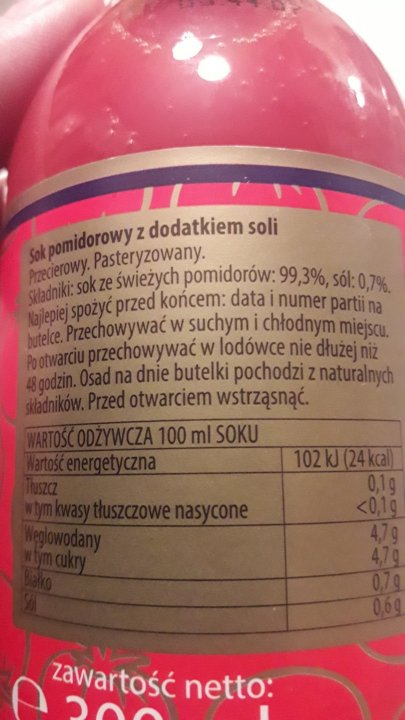 Sok pomidorowy z dodatkiem soli
Przecierowy. Pasteryzowany.
Składniki: sok ze świeżych pomidorów: 99,3%, sól: 0,7%.
Najlepiej spożyć przed końcem: data i numer partii na
butelce. Przechowywać w suchym i chłodnym miejscu.
Po otwarciu przechowywać w lodówce nie dłużej niż
48 godzin. Osad na dnie butelki pochodzi z naturalnych
składników. Przed otwarciem wstrząsnąć.
WARTOŚĆ ODŻYWCZA 100 ml SOKU
Wartość energetyczna 102 kJ (24 kcal)
Tłuszcz 0,1 g
w tym kwasy tłuszczowe nasycone <0,1 g
Węglowodany 4,7 g
w tym cukry 4,7 g
Białko 0,7 g
Sól 0,6 g
zawartość netto:
e 300